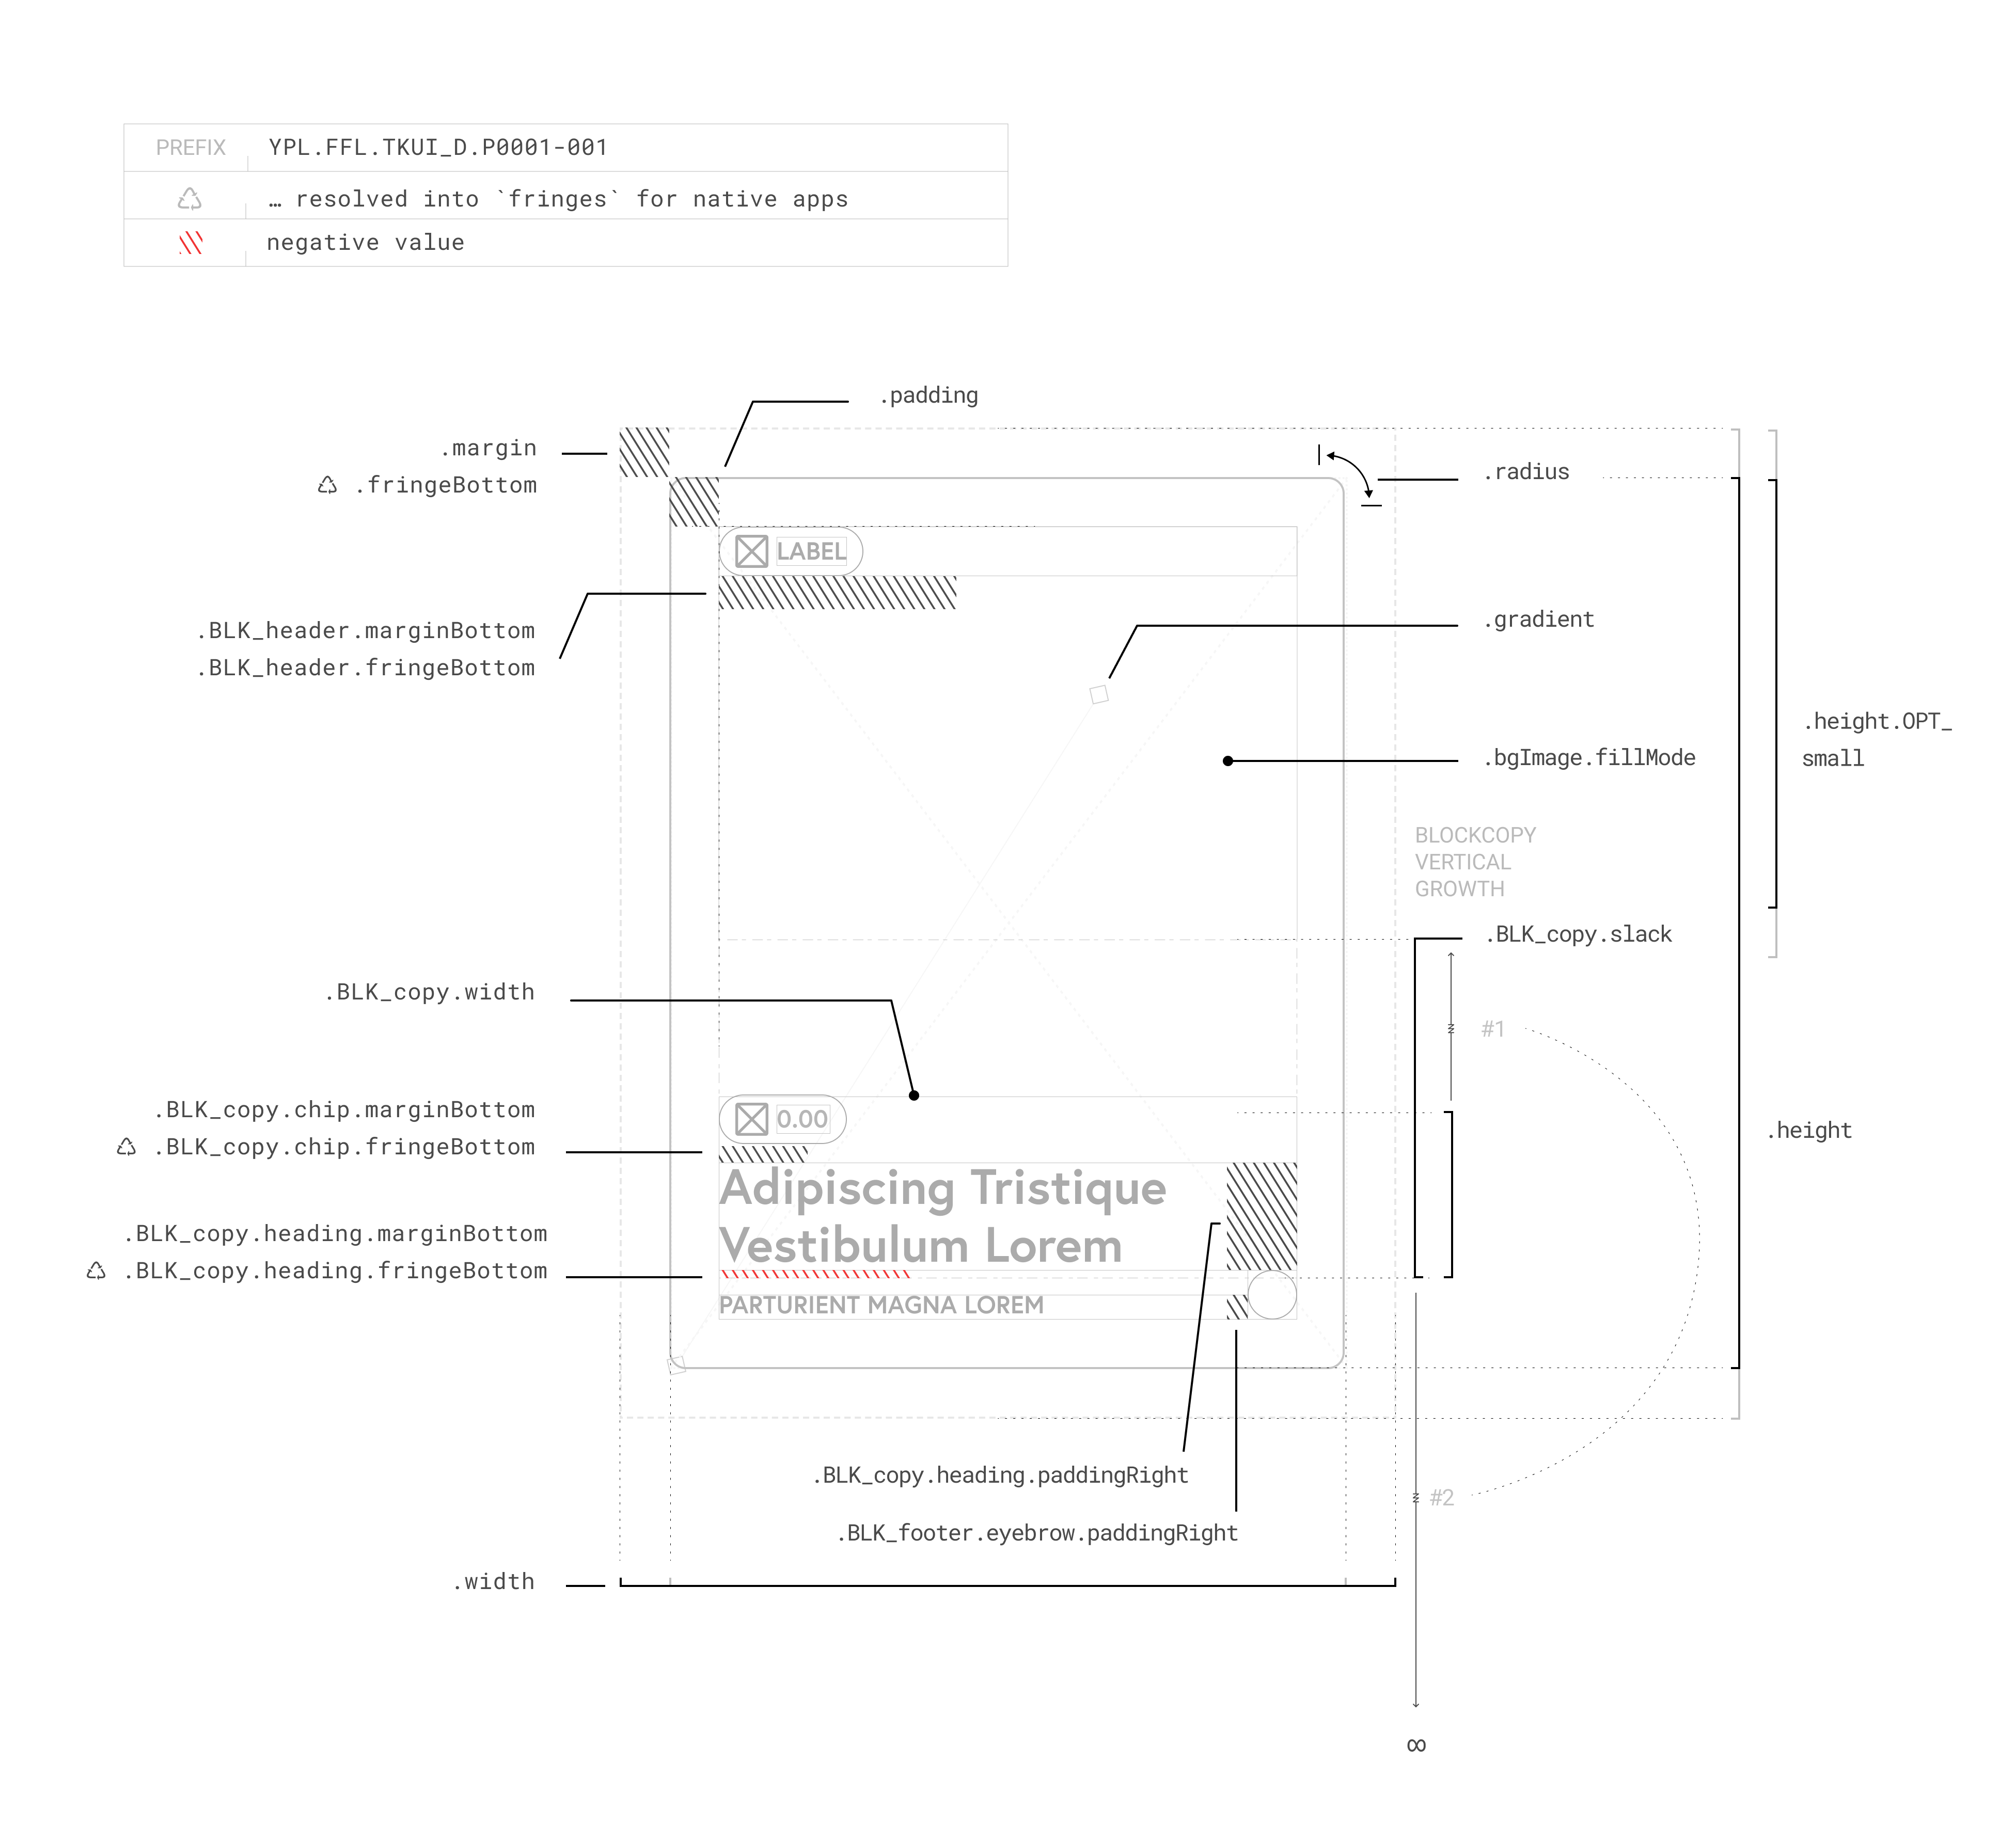 PREFIX YPL.FFL.TKUI_D.P0001-001
… resolved into `fringes` for native apps
negative value
.padding
.margin
.fringeBottom
.radius
LABEL
.BLK_header.marginBottom
.BLK_header.fringeBottom
.gradient
.height.OPT_
small
.bgImage.fillMode
BLOCKCOPY
VERTICAL
GROWTH
.BLK_copy.slack
.BLK_copy.width
#1
.BLK_copy.chip.marginBottom
.BLK_copy.chip.fringeBottom
0.00
.height
Adipiscing Tristique
Vestibulum Lorem
.BLK_copy.heading.marginBottom
.BLK_copy.heading.fringeBottom
PARTURIENT MAGNA LOREM
.BLK_copy.heading.paddingRight
#2
.BLK_footer.eyebrow.paddingRight
.width
∞